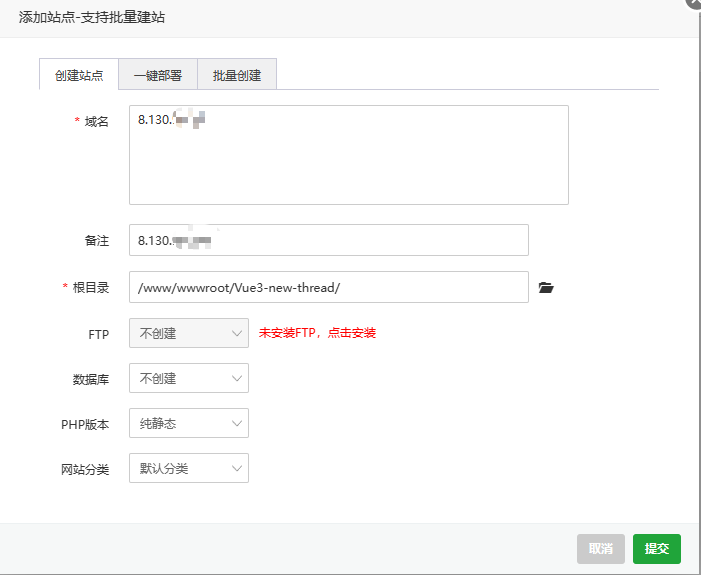 添加站点-支持批量建站
创建站点 一键部署 批量创建
* 域名 8.130.
备注 8.130.
* 根目录 /www/wwwroot/Vue3-new-thread/
FTP 不创建 未安装FTP，点击安装
数据库 不创建
PHP版本 纯静态
网站分类 默认分类
取消 提交